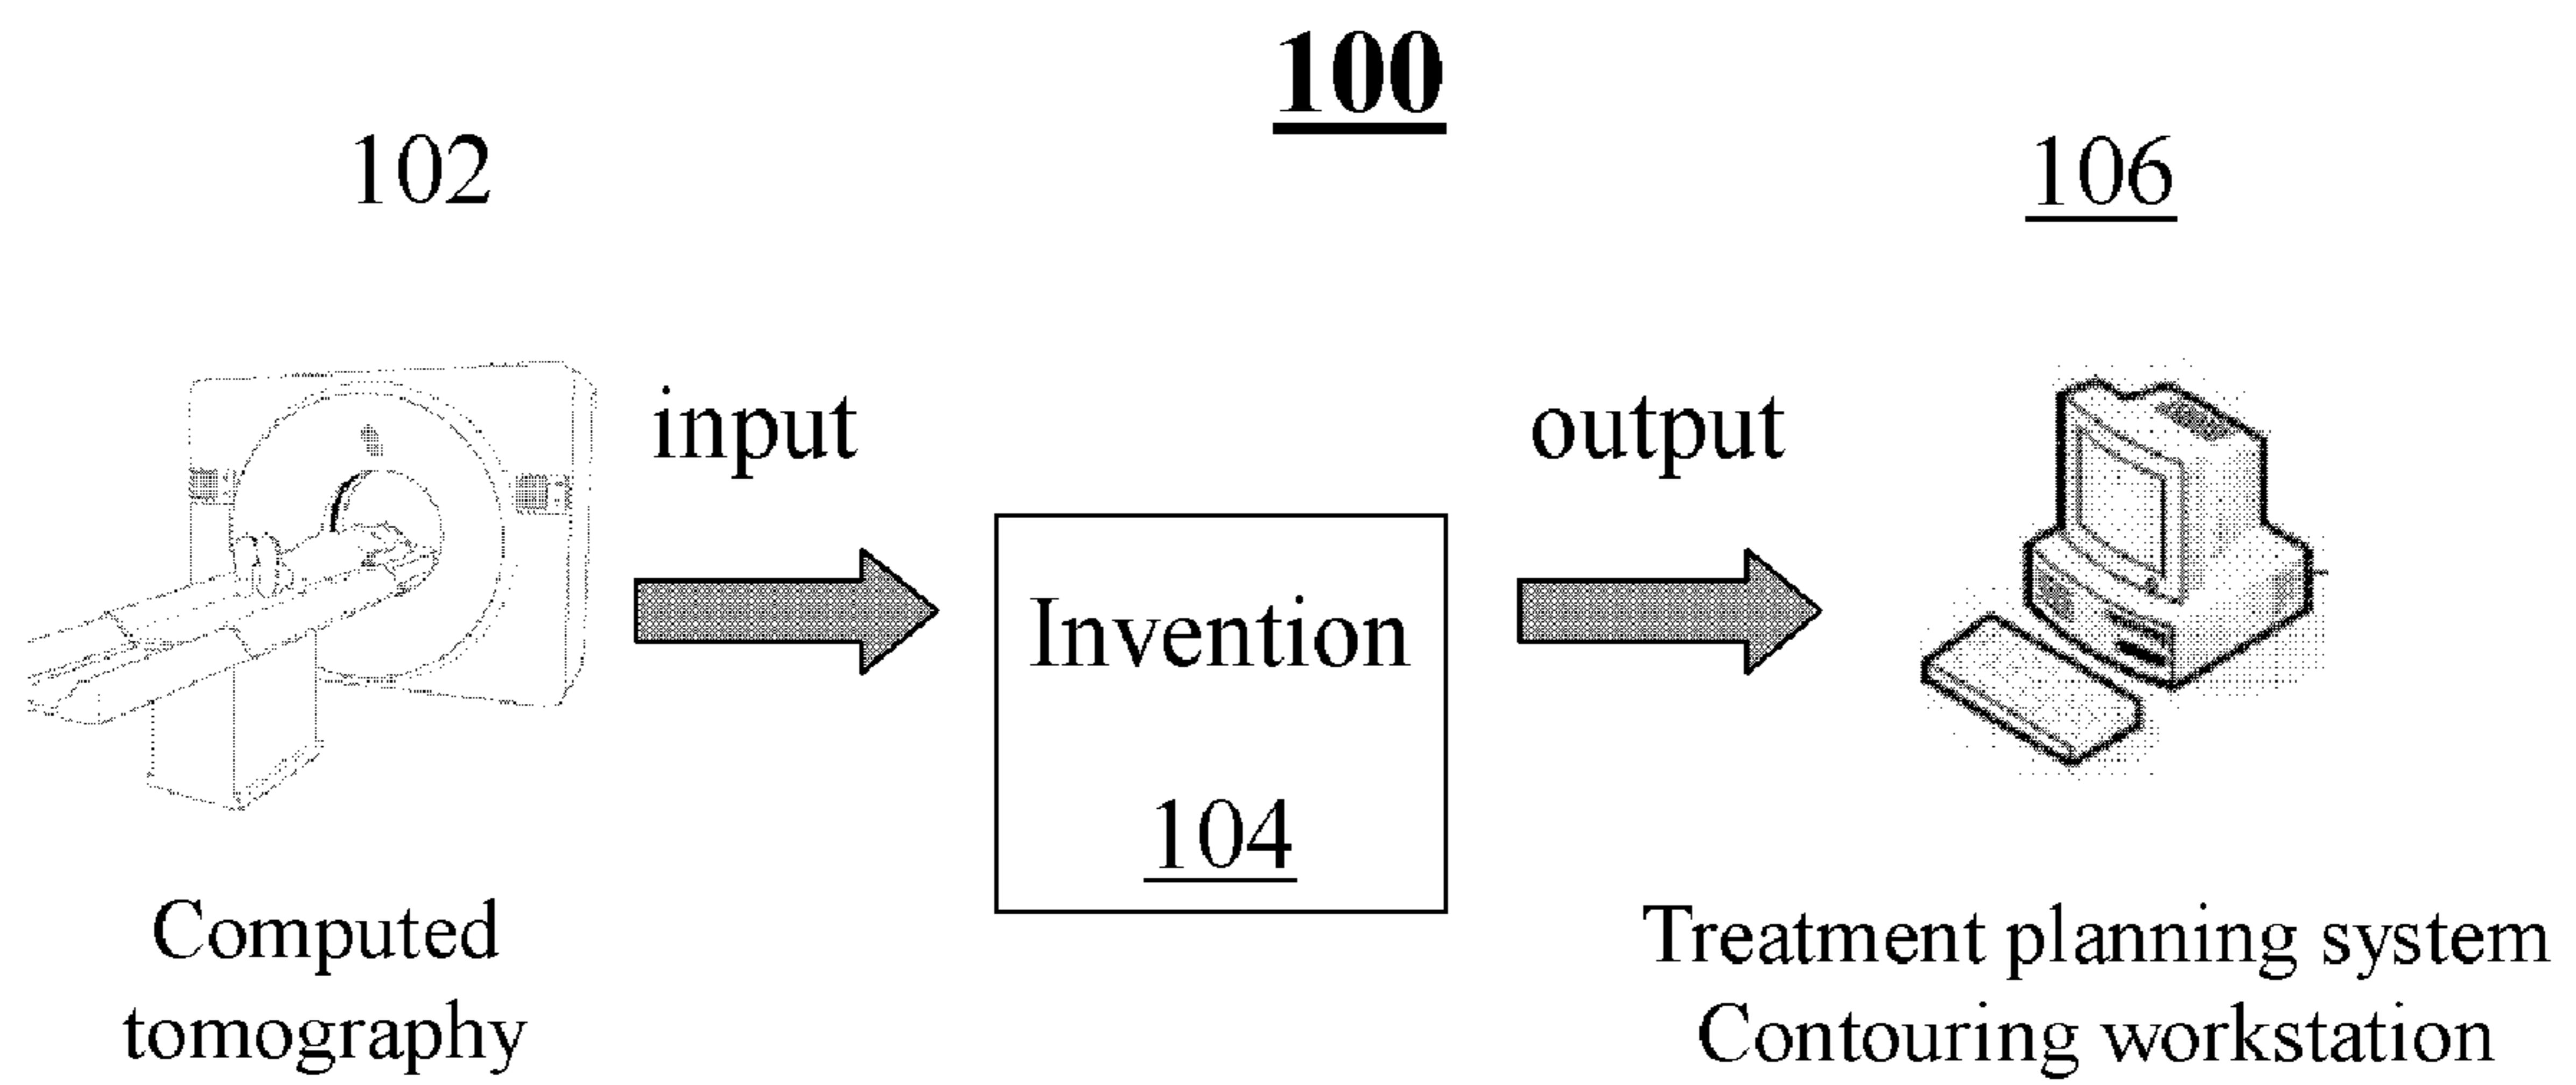 100
102
106
input
output
Invention
104
Computed
tomography
Treatment planning system
Contouring workstation